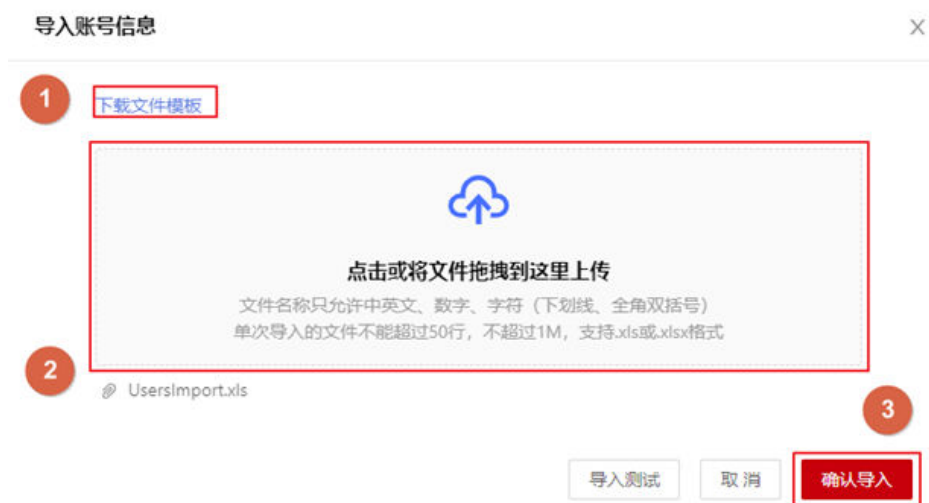 导入账号信息
1
下载文件模板
点击或将文件拖拽到这里上传
文件名称只允许中英文、数字、字符（下划线、全角双括号）
单次导入的文件不能超过50行，不超过1M，支持.xls或.xlsx格式
2
UsersImport.xls
3
导入测试 取消 确认导入